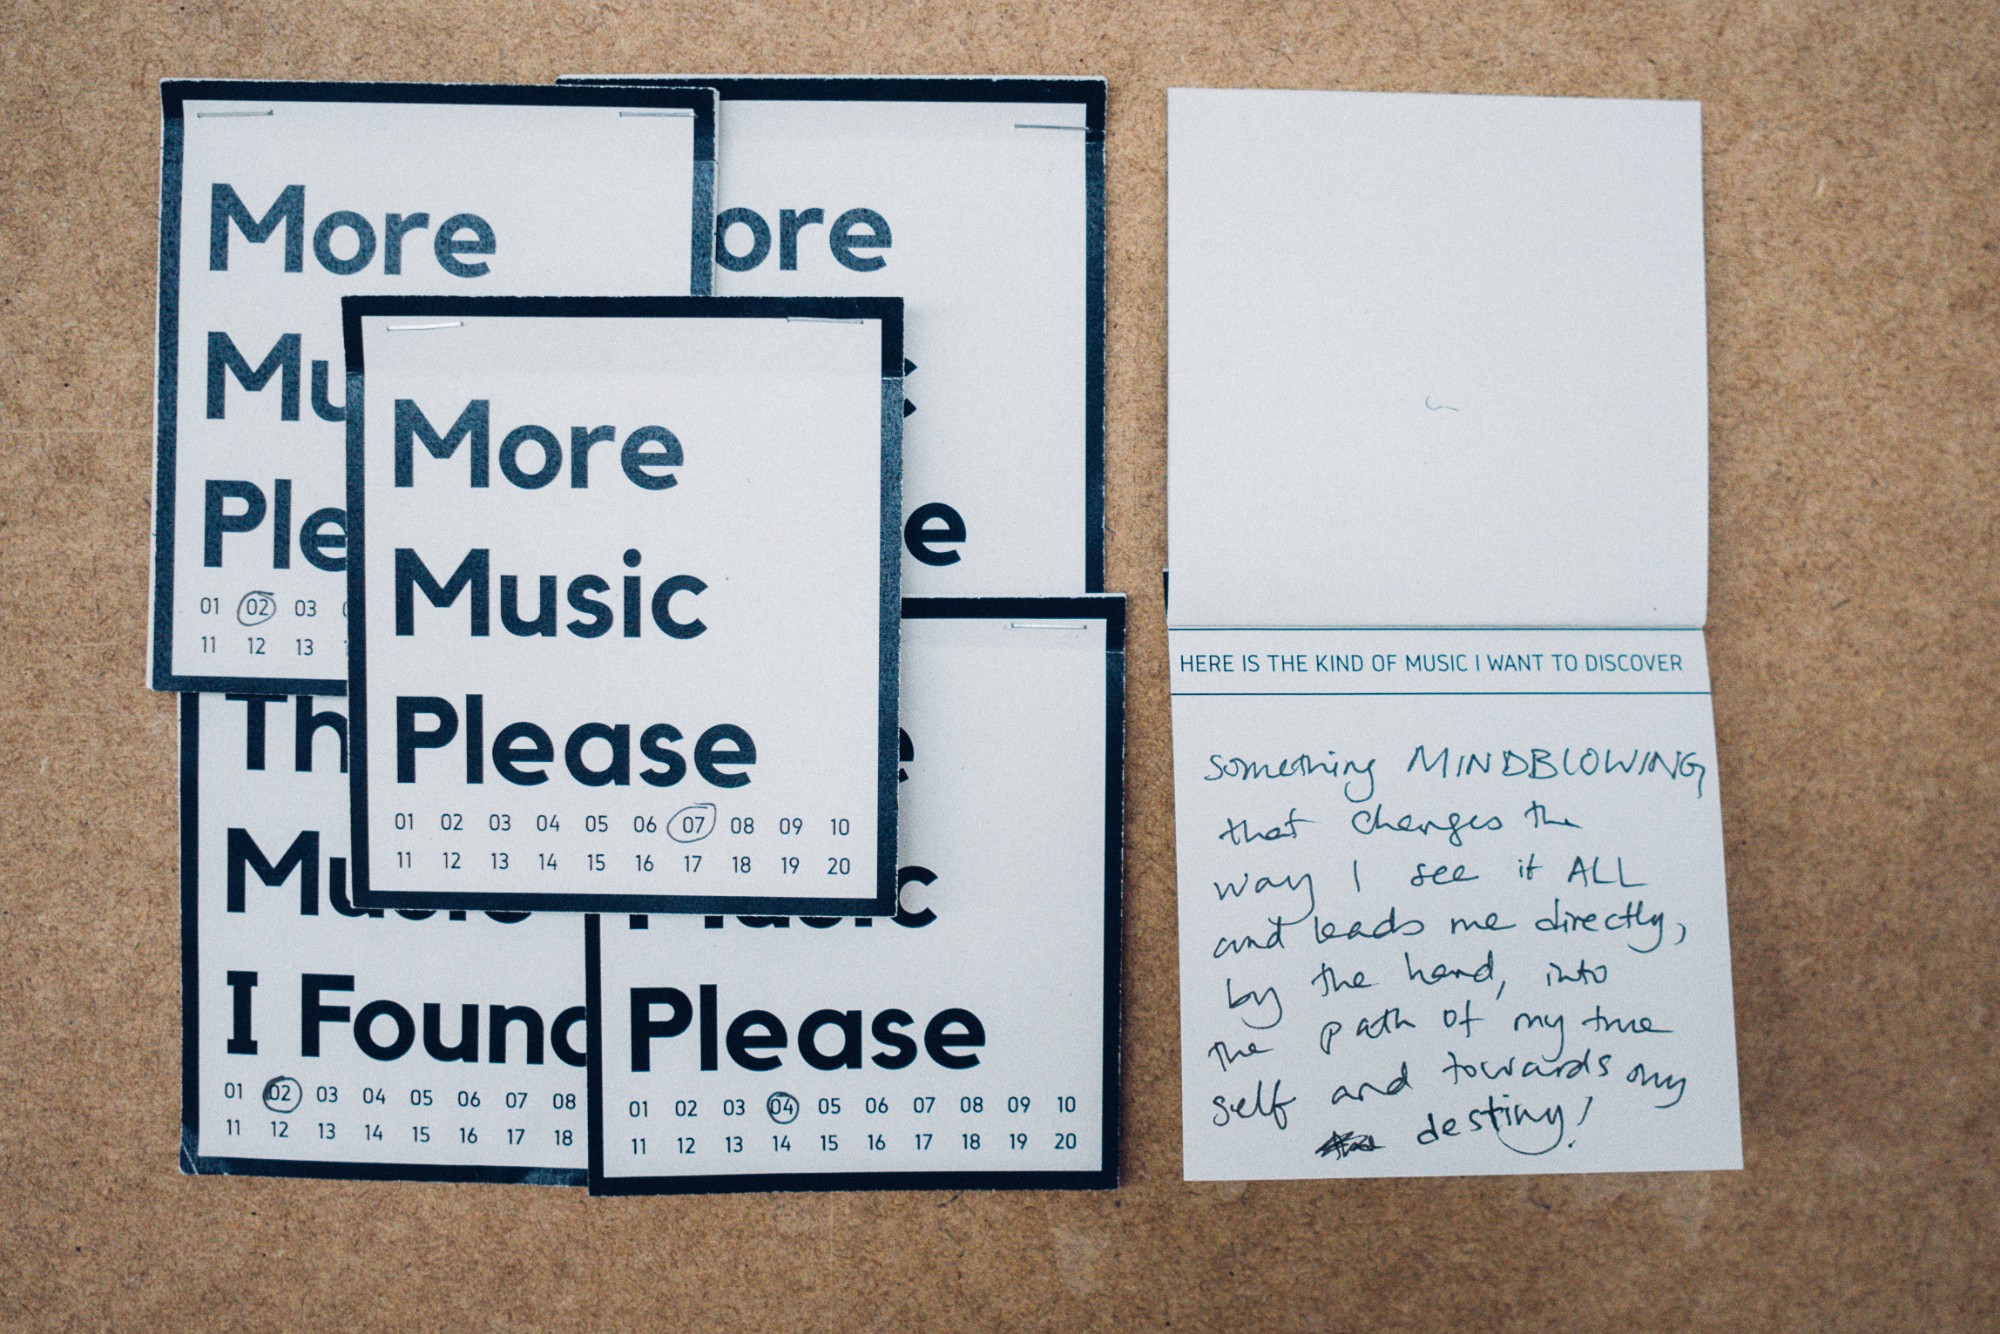 More
Mu
Ple
01 02 03
11 12 13
ore
c
e
More
Music
Please
01 02 03 04 05 06 07 08 09 10
11 12 13 14 15 16 17 18 19 20
Th
Music
I Found
01 02 03 04 05 06 07 08
11 12 13 14 15 16 17 18
e
Music
Please
01 02 03 04 05 06 07 08 09 10
11 12 13 14 15 16 17 18 19 20
HERE IS THE KIND OF MUSIC I WANT TO DISCOVER
something MINDBLOWING
that changes the
way I see it ALL
and leads me directly,
by the hand, into
the path of my true
self and towards my
destiny!